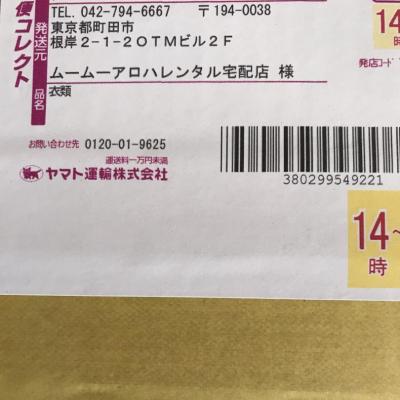 TEL. 042-794-6667 〒194-0038
東京都町田市
根岸2-1-2OTMビル2F
ムームーアロハレンタル宅配店 様
衣類
便コレクト
発送元
品名
お問い合わせ先 0120-01-9625
運送料一万円未満
ヤマト運輸株式会社
380299549221
14
発店コード
14~
時